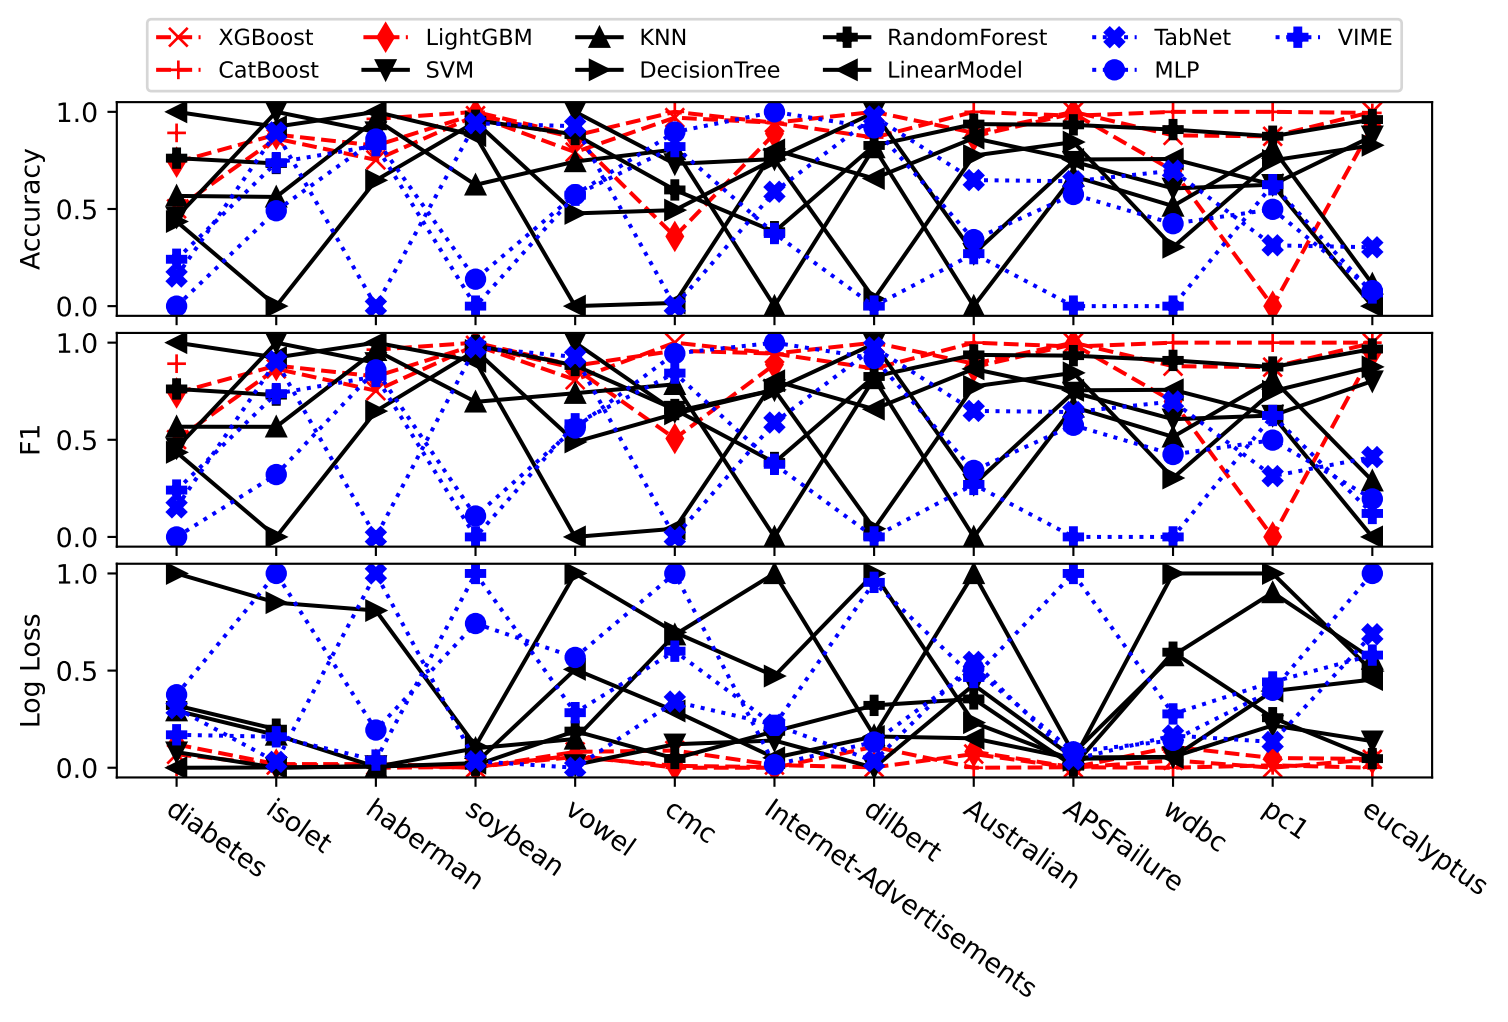 XGBoost LightGBM KNN RandomForest TabNet VIME
CatBoost SVM DecisionTree LinearModel MLP
1.0
0.5
0.0
Accuracy
1.0
0.5
0.0
F1
1.0
0.5
0.0
Log Loss
diabetes
isolet
haberman
soybean
vowel
cmc
Internet-Advertisements
dilbert
Australian
APSFailure
wdbc
pc1
eucalyptus